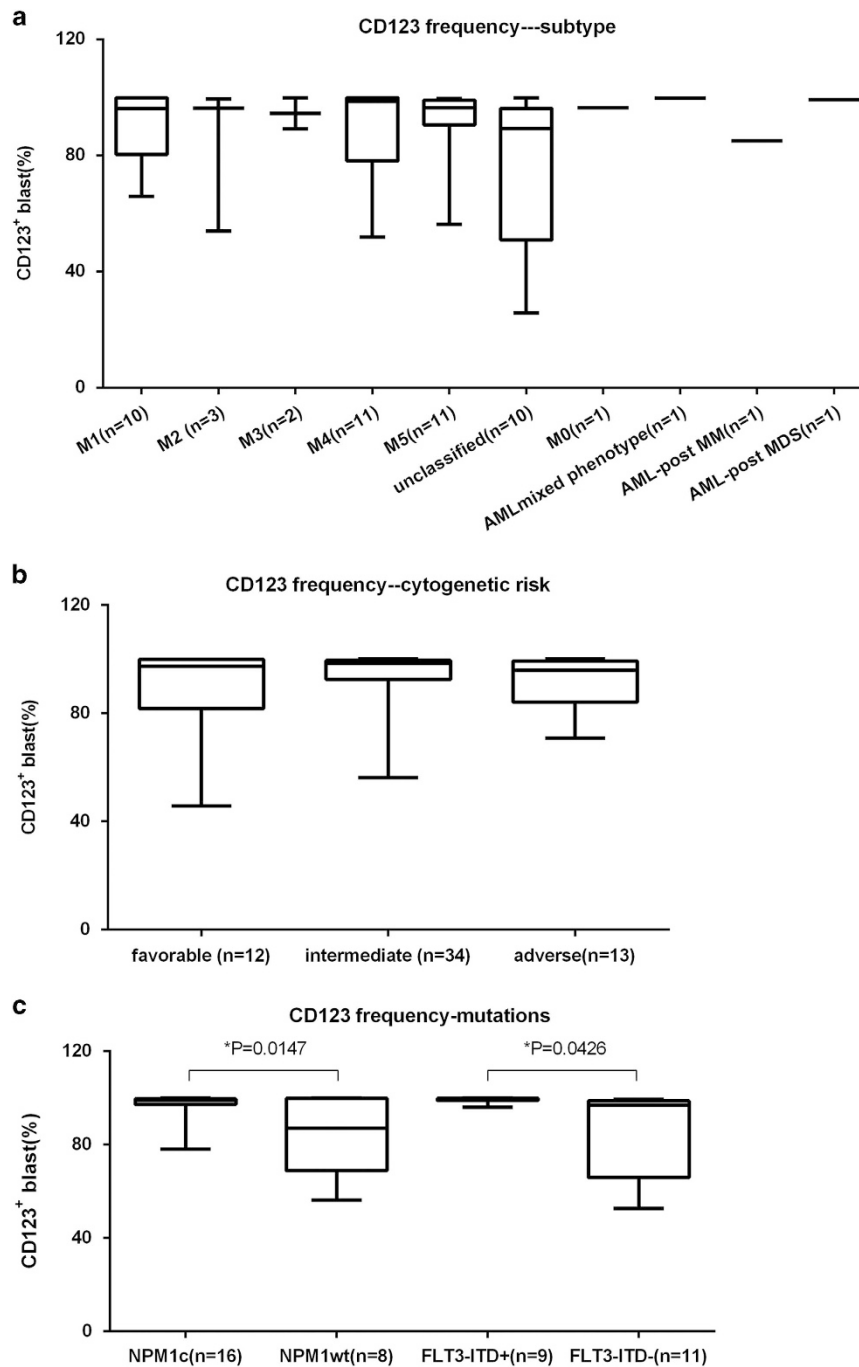 a
CD123 frequency---subtype
CD123+ blast(%)
120
80
40
0
M1(n=10)
M2 (n=3)
M3(n=2)
M4(n=11)
M5(n=11)
unclassified(n=10)
M0(n=1)
AMLmixed phenotype(n=1)
AML-post MM(n=1)
AML-post MDS(n=1)
b
CD123 frequency--cytogenetic risk
CD123+ blast(%)
120
80
40
0
favorable (n=12)
intermediate (n=34)
adverse(n=13)
c
CD123 frequency-mutations
CD123+ blast(%)
120
80
40
0
*P=0.0147
*P=0.0426
NPM1c(n=16)
NPM1wt(n=8)
FLT3-ITD+(n=9)
FLT3-ITD-(n=11)